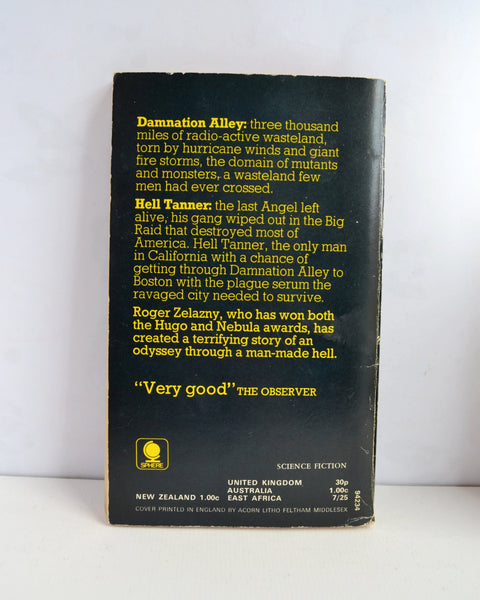 Damnation Alley: three thousand
miles of radio-active wasteland,
torn by hurricane winds and giant
fire storms, the domain of mutants
and monsters, a wasteland few
men had ever crossed.
Hell Tanner: the last Angel left
alive, his gang wiped out in the Big
Raid that destroyed most of
America. Hell Tanner, the only man
in California with a chance of
getting through Damnation Alley to
Boston with the plague serum the
ravaged city needed to survive.
Roger Zelazny, who has won both
the Hugo and Nebula awards, has
created a terrifying story of an
odyssey through a man-made hell.
“Very good” THE OBSERVER
SPHERE
SCIENCE FICTION
UNITED KINGDOM 30p
AUSTRALIA 1.00c
NEW ZEALAND 1.00c EAST AFRICA 7/25
COVER PRINTED IN ENGLAND BY ACORN LITHO FELTHAM MIDDLESEX
94234